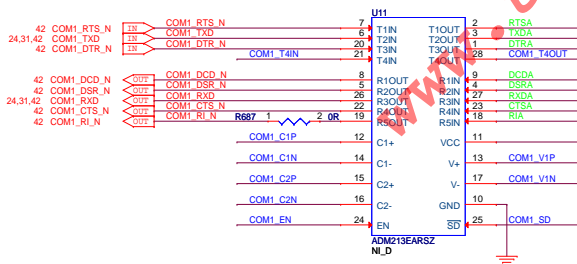 U11
42 COM1_RTS_N IN COM1_RTS_N 7 T1IN T1OUT 2 RTSA
24,31,42 COM1_TXD IN COM1_TXD 6 T2IN T2OUT 3 TXDA
42 COM1_DTR_N IN COM1_DTR_N 20 T3IN T3OUT 1 DTRA
COM1_T4IN 21 T4IN T4OUT 28 COM1_T4OUT
42 COM1_DCD_N OUT COM1_DCD_N 8 R1OUT R1IN 9 DCDA
42 COM1_DSR_N OUT COM1_DSR_N 5 R2OUT R2IN 4 DSRA
24,31,42 COM1_RXD OUT COM1_RXD 26 R3OUT R3IN 27 RXDA
42 COM1_CTS_N OUT COM1_CTS_N 22 R4OUT R4IN 23 CTSA
42 COM1_RI_N OUT COM1_RI_N R687 1 2 0R 19 R5OUT R5IN 18 RIA
COM1_C1P 12 C1+ VCC 11
COM1_C1N 14 C1- V+ 13 COM1_V1P
COM1_C2P 15 C2+ V- 17 COM1_V1N
COM1_C2N 16 C2- GND 10
COM1_EN 24 EN SD 25 COM1_SD
ADM213EARSZ
NI_D